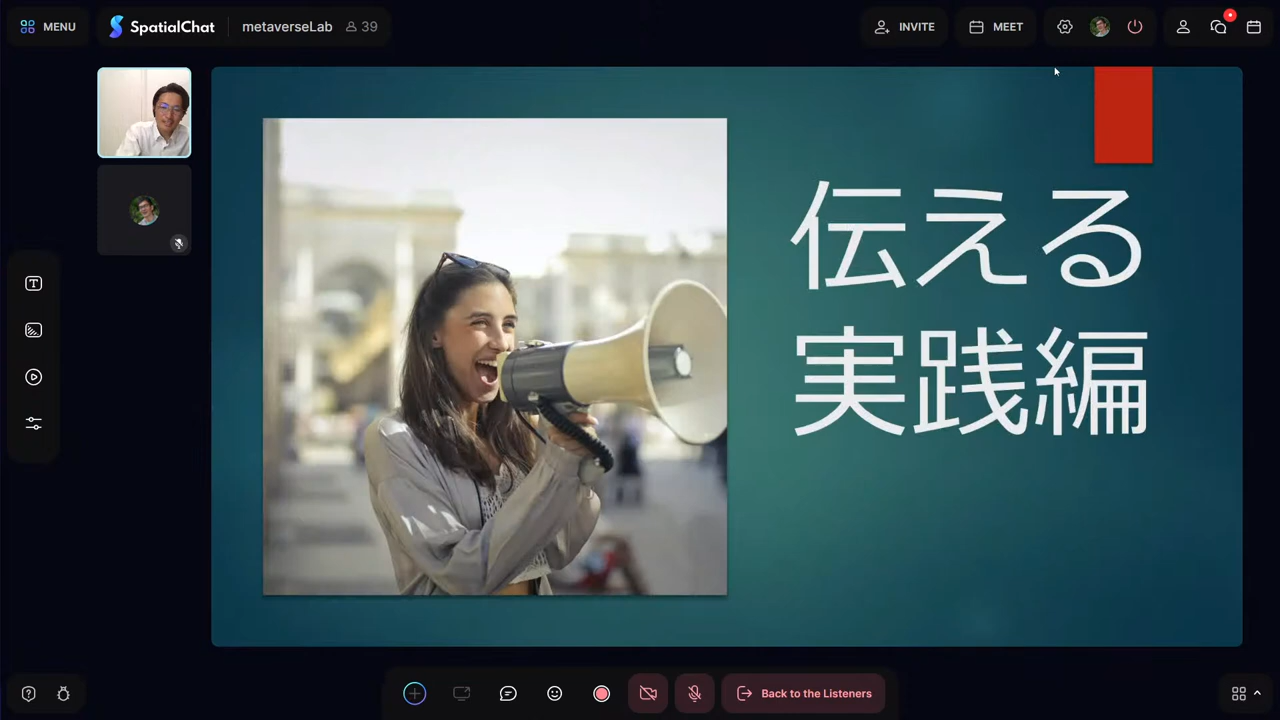 MENU
SpatialChat
metaverseLab
39
INVITE
MEET
伝える
実践編
Back to the Listeners